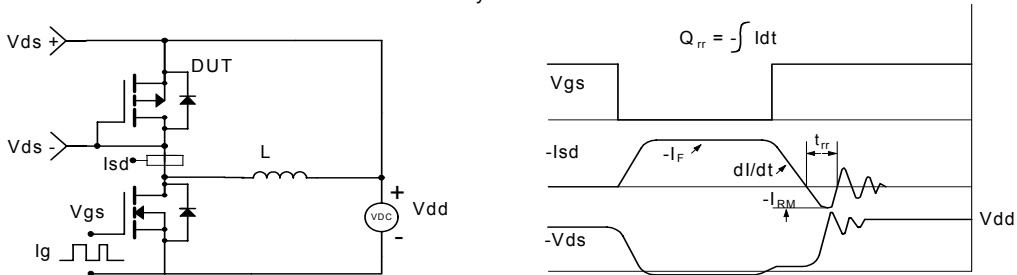 Vds +
DUT
Vds -
Isd
L
Vgs
Ig
+
VDC
-
Vdd
Q rr = - ∫ Idt
Vgs
-Isd
-I F
dI/dt
t rr
-I RM
Vdd
-Vds